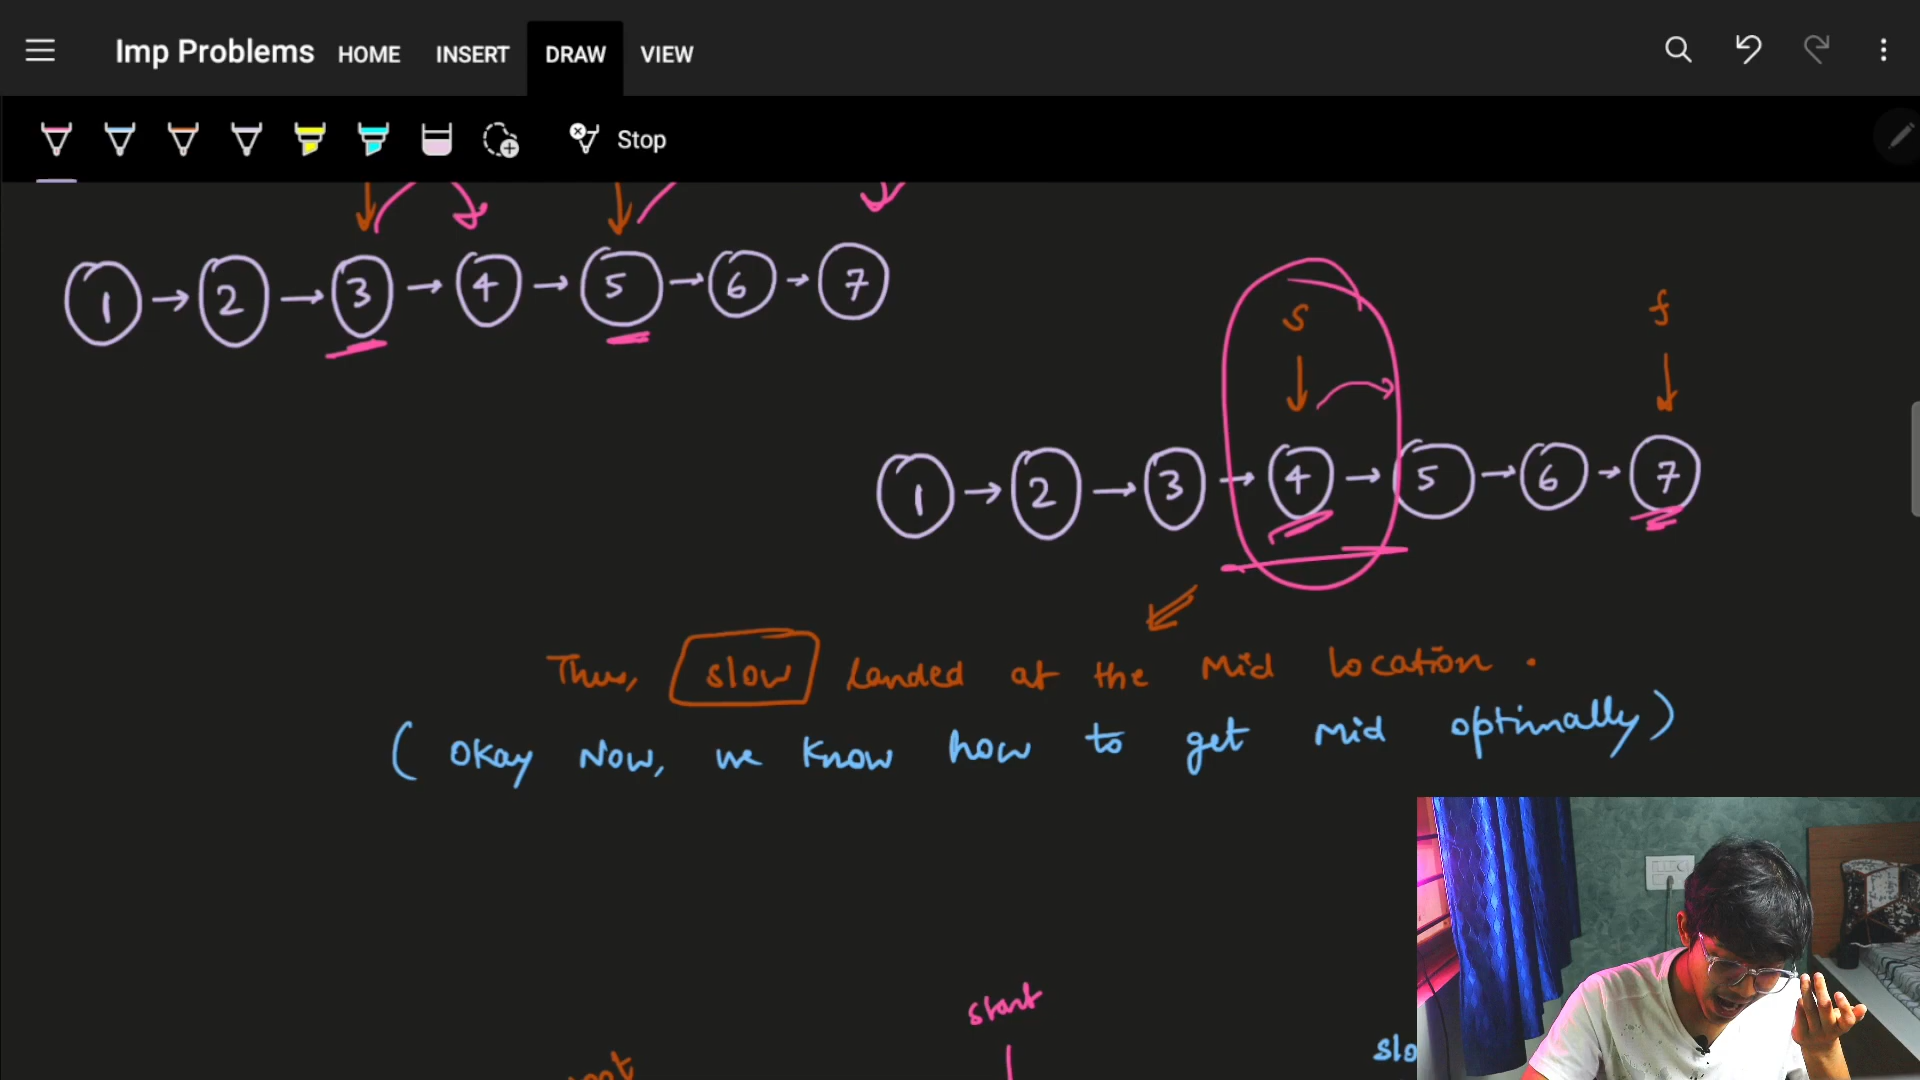 Imp Problems HOME INSERT DRAW VIEW
Stop
1 → 2 → 3 → 4 → 5 → 6 → 7
s f
1 → 2 → 3 → 4 → 5 → 6 → 7
Thus, slow landed at the Mid location.
(Okay Now, we know how to get Mid optimally)
start
slo